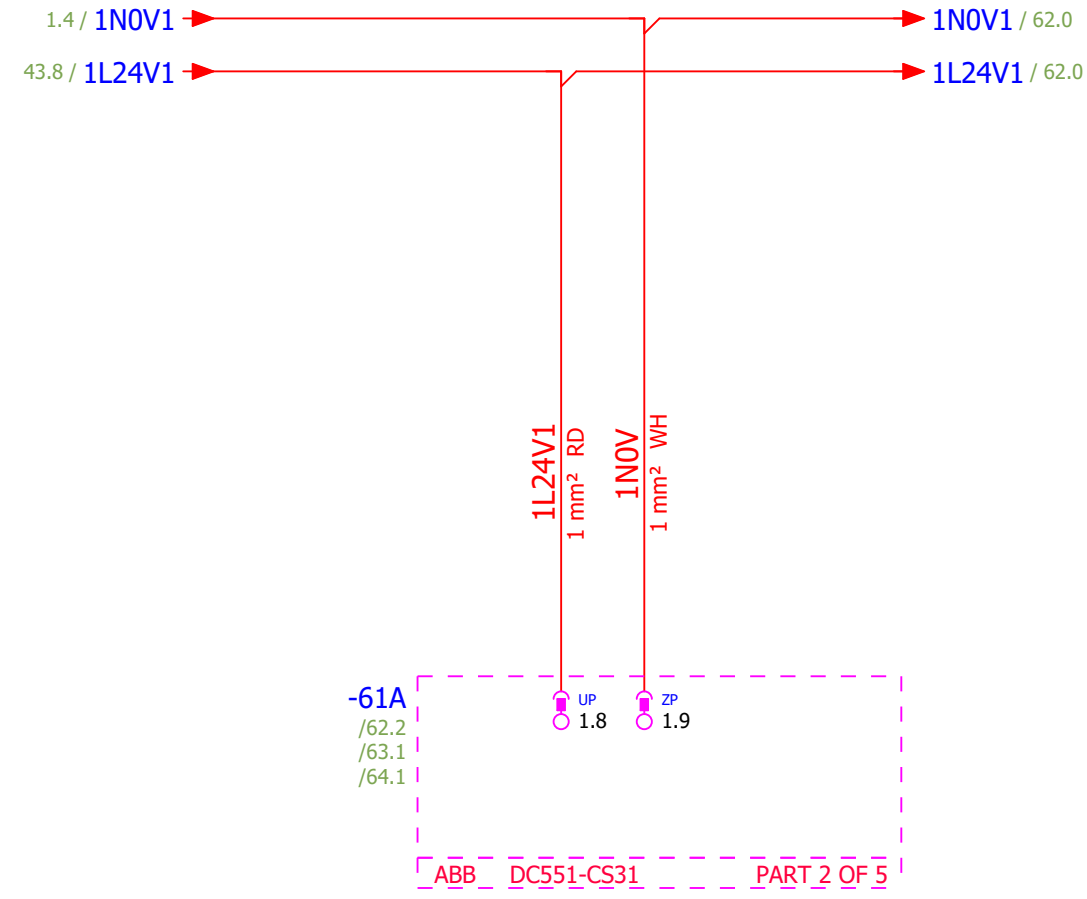 1.4 / 1N0V1
1N0V1 / 62.0
43.8 / 1L24V1
1L24V1 / 62.0
1L24V1
1 mm² RD
1N0V
1 mm² WH
-61A
/62.2
/63.1
/64.1
UP
1.8
ZP
1.9
ABB DC551-CS31 PART 2 OF 5